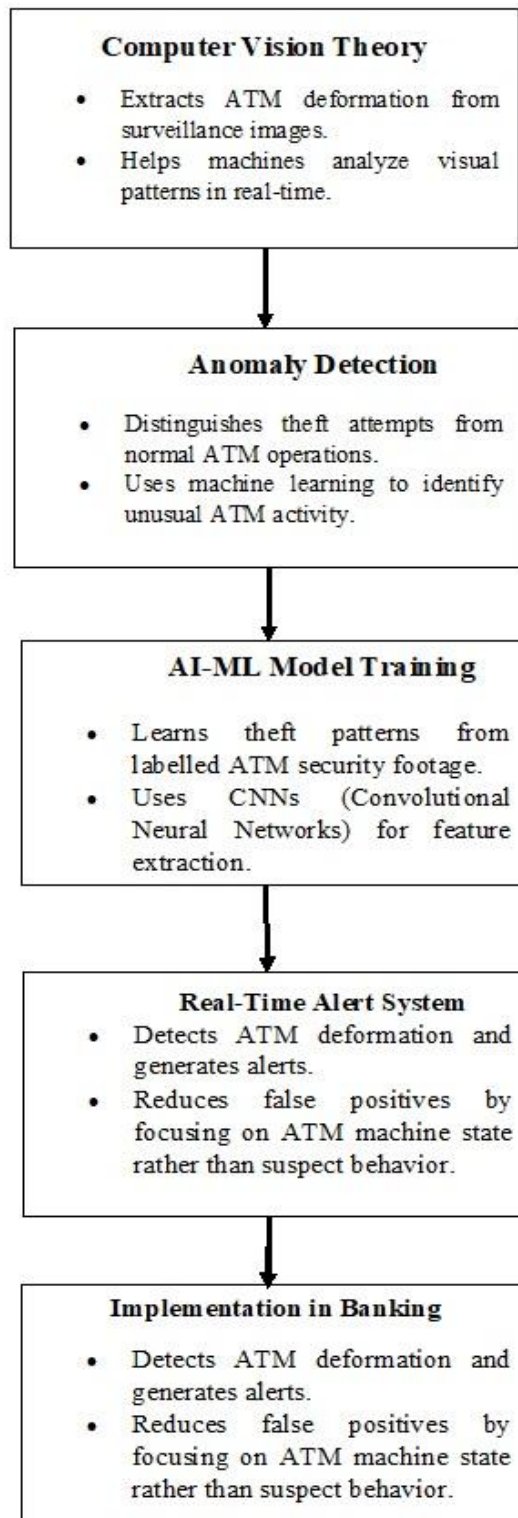 Computer Vision Theory
• Extracts ATM deformation from
surveillance images.
• Helps machines analyze visual
patterns in real-time.
Anomaly Detection
• Distinguishes theft attempts from
normal ATM operations.
• Uses machine learning to identify
unusual ATM activity.
AI-ML Model Training
• Learns theft patterns from
labelled ATM security footage.
• Uses CNNs (Convolutional
Neural Networks) for feature
extraction.
Real-Time Alert System
• Detects ATM deformation and
generates alerts.
• Reduces false positives by
focusing on ATM machine state
rather than suspect behavior.
Implementation in Banking
• Detects ATM deformation and
generates alerts.
• Reduces false positives by
focusing on ATM machine state
rather than suspect behavior.